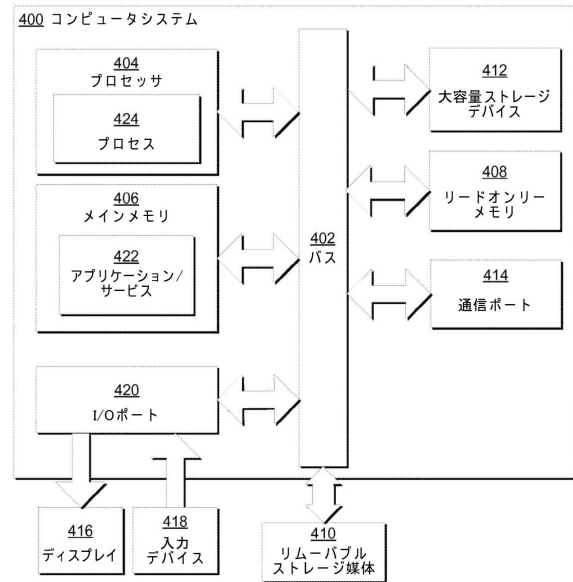 400 コンピュータシステム
404
プロセッサ
424
プロセス
406
メインメモリ
422
アプリケーション/
サービス
420
I/Oポート
402
バス
412
大容量ストレージ
デバイス
408
リードオンリー
メモリ
414
通信ポート
416
ディスプレイ
418
入力
デバイス
410
リムーバブル
ストレージ媒体